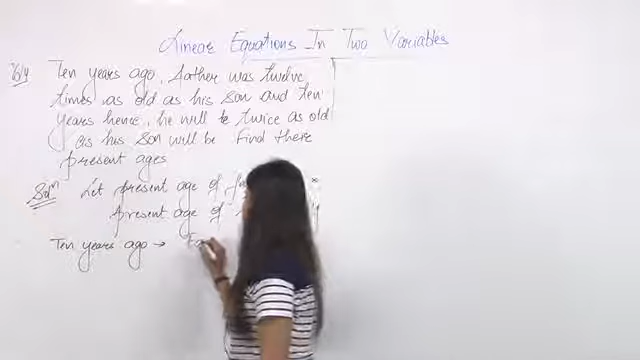 Linear Equations In Two Variables
Ten years ago, father was twelve
times as old as his son and ten
years hence, he will be twice as old
as his son will be. Find there
present ages
Solⁿ Let present age of x
present age of y
Ten years ago → Fa